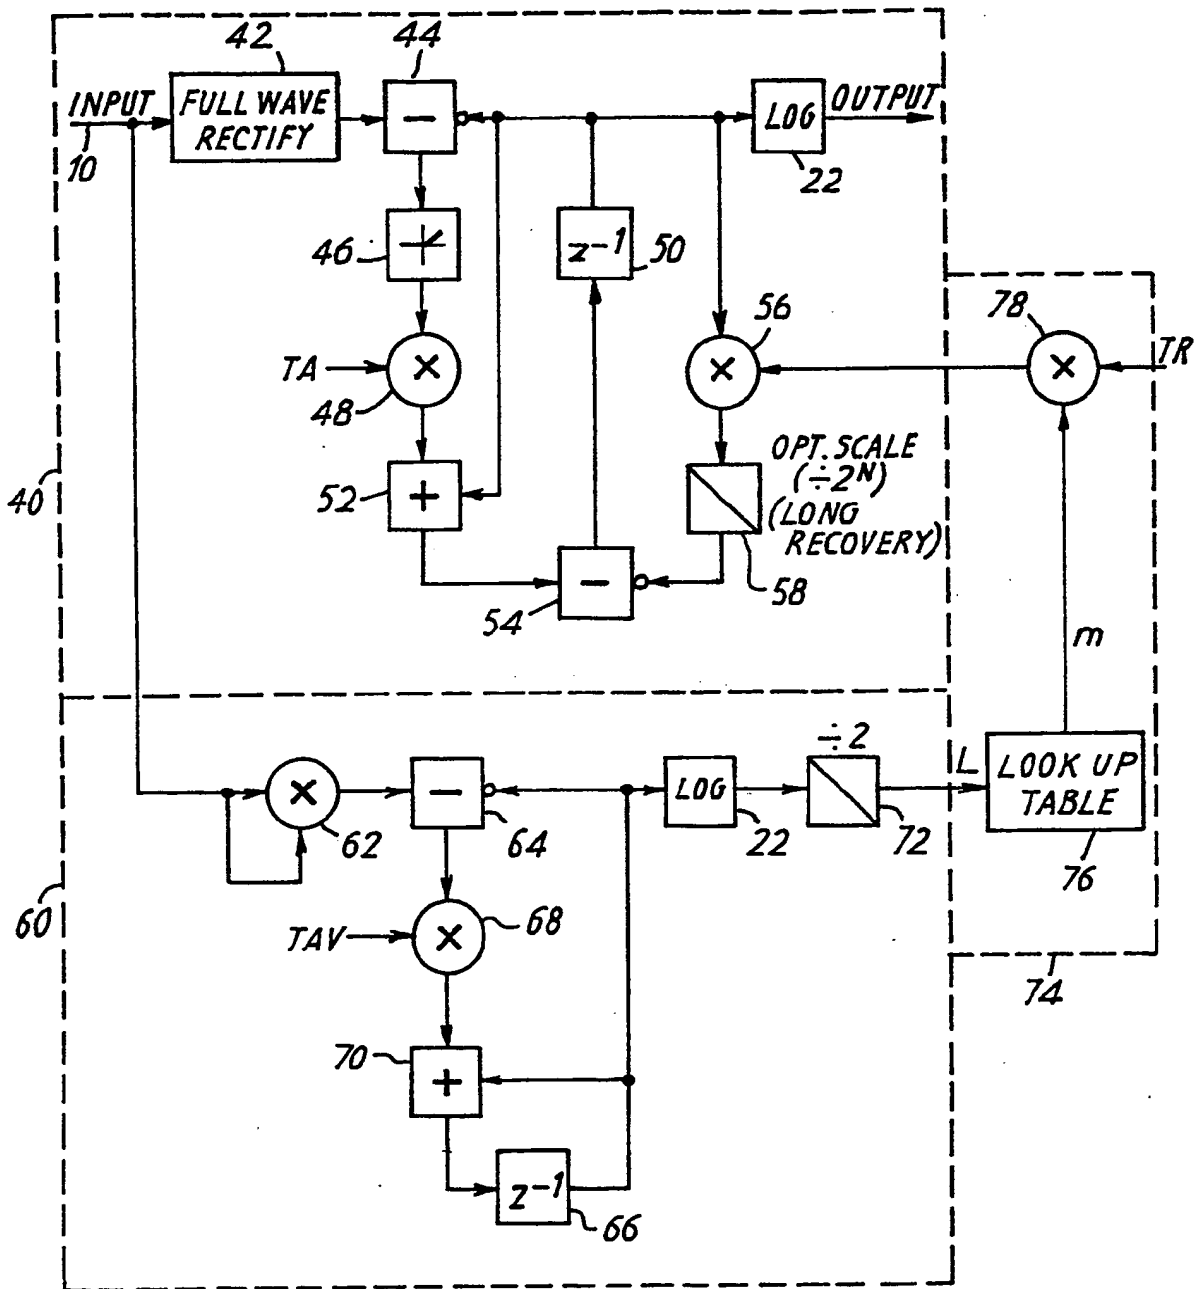 42
44
INPUT
FULL WAVE
RECTIFY
−
LOG
OUTPUT
10
22
46
z⁻¹
50
56
78
TA
×
×
×
TR
48
OPT. SCALE
(÷2ᴺ)
(LONG
RECOVERY)
40
52
+
−
54
58
m
÷2
×
−
LOG
L
LOOK UP
TABLE
62
64
22
72
76
60
TAV
×
68
74
70
+
z⁻¹
66